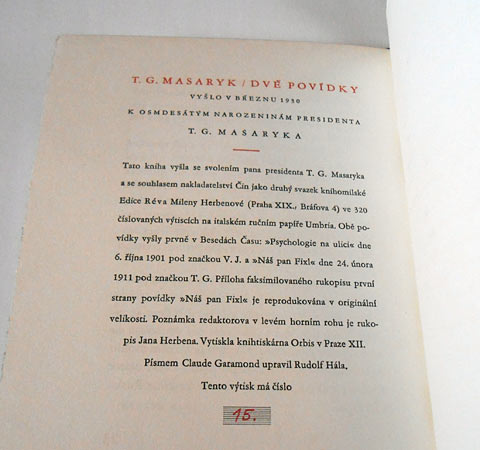 T. G. MASARYK / DVĚ POVÍDKY
VYŠLO V BŘEZNU 1930
K OSMDESÁTÝM NAROZENINÁM PRESIDENTA
T. G. MASARYKA
Tato kniha vyšla se svolením pana presidenta T. G. Masaryka
a se souhlasem nakladatelství Čin jako druhý svazek knihomilské
Edice Réva Mileny Herbenové (Praha XIX., Bráfova 4) ve 320
číslovaných výtiscích na italském ručním papíře Umbria. Obě po-
vídky vyšly prvně v Besedách Času: »Psychologie na ulici« dne
6. října 1901 pod značkou V. J. a »Náš pan Fixl« dne 24. února
1911 pod značkou T. G. Příloha faksimilovaného rukopisu první
strany povídky »Náš pan Fixl« je reprodukována v originální
velikosti. Poznámka redaktorova v levém horním rohu je ruko-
pis Jana Herbena. Vytiskla knihtiskárna Orbis v Praze XII.
Písmem Claude Garamond upravil Rudolf Hála.
Tento výtisk má číslo
15.